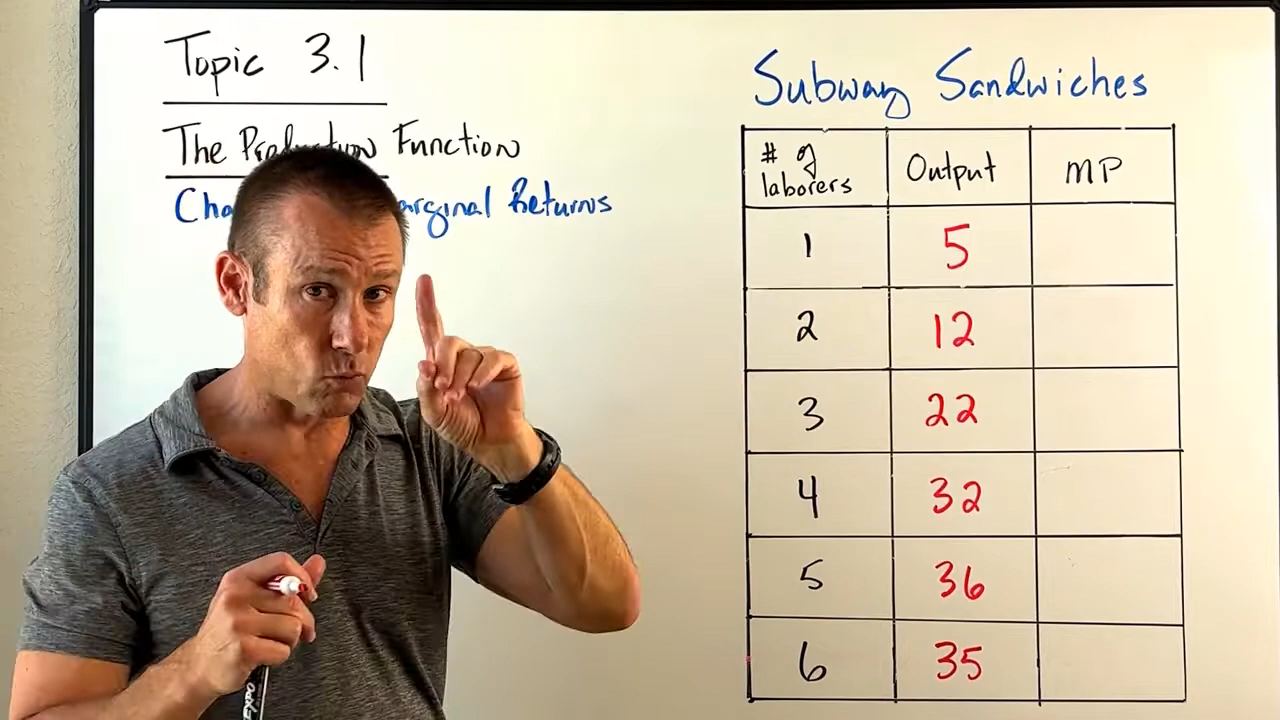 Topic 3.1
The Production Function
Marginal Returns
Subway Sandwiches
# of laborers Output MP
1 5
2 12
3 22
4 32
5 36
6 35